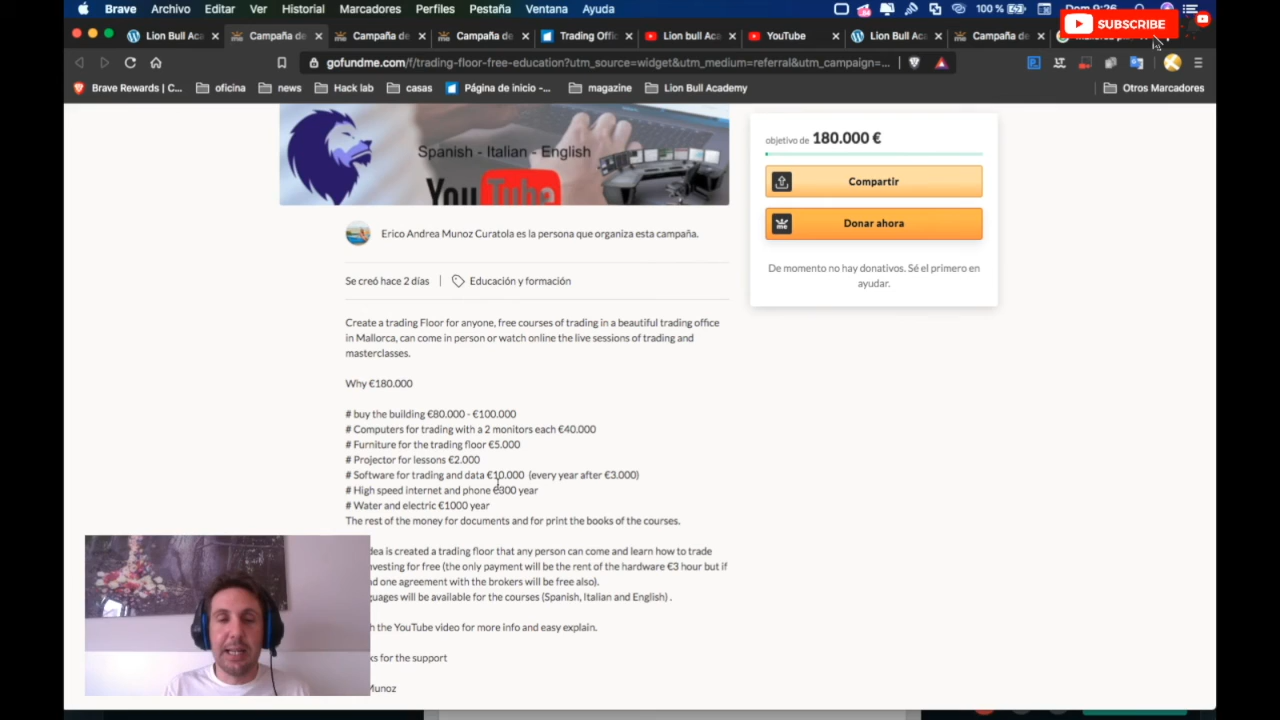 Brave Archivo Editar Ver Historial Marcadores Perfiles Pestaña Ventana Ayuda 100 % Dom 9:26
SUBSCRIBE
Lion Bull Aca Campaña de Campaña de Campaña de Trading Offic Lion bull Aca YouTube Lion Bull Aca Campaña de
gofundme.com/f/trading-floor-free-education?utm_source=widget&utm_medium=referral&utm_campaign=...
Brave Rewards | C... oficina news Hack lab casas Página de inicio -... magazine Lion Bull Academy Otros Marcadores
Spanish - Italian - English
YouTube
objetivo de 180.000 €
Compartir
Donar ahora
De momento no hay donativos. Sé el primero en
ayudar.
Erico Andrea Munoz Curatola es la persona que organiza esta campaña.
Se creó hace 2 días | Educación y formación
Create a trading Floor for anyone, free courses of trading in a beautiful trading office
in Mallorca, can come in person or watch online the live sessions of trading and
masterclasses.
Why €180.000
# buy the building €80.000 - €100.000
# Computers for trading with a 2 monitors each €40.000
# Furniture for the trading floor €5.000
# Projector for lessons €2.000
# Software for trading and data €10.000 (every year after €3.000)
# High speed internet and phone €300 year
# Water and electric €1000 year
The rest of the money for documents and for print the books of the courses.
dea is created a trading floor that any person can come and learn how to trade
nvesting for free (the only payment will be the rent of the hardware €3 hour but if
d one agreement with the brokers will be free also).
guages will be available for the courses (Spanish, Italian and English) .
h the YouTube video for more info and easy explain.
ks for the support
Munoz